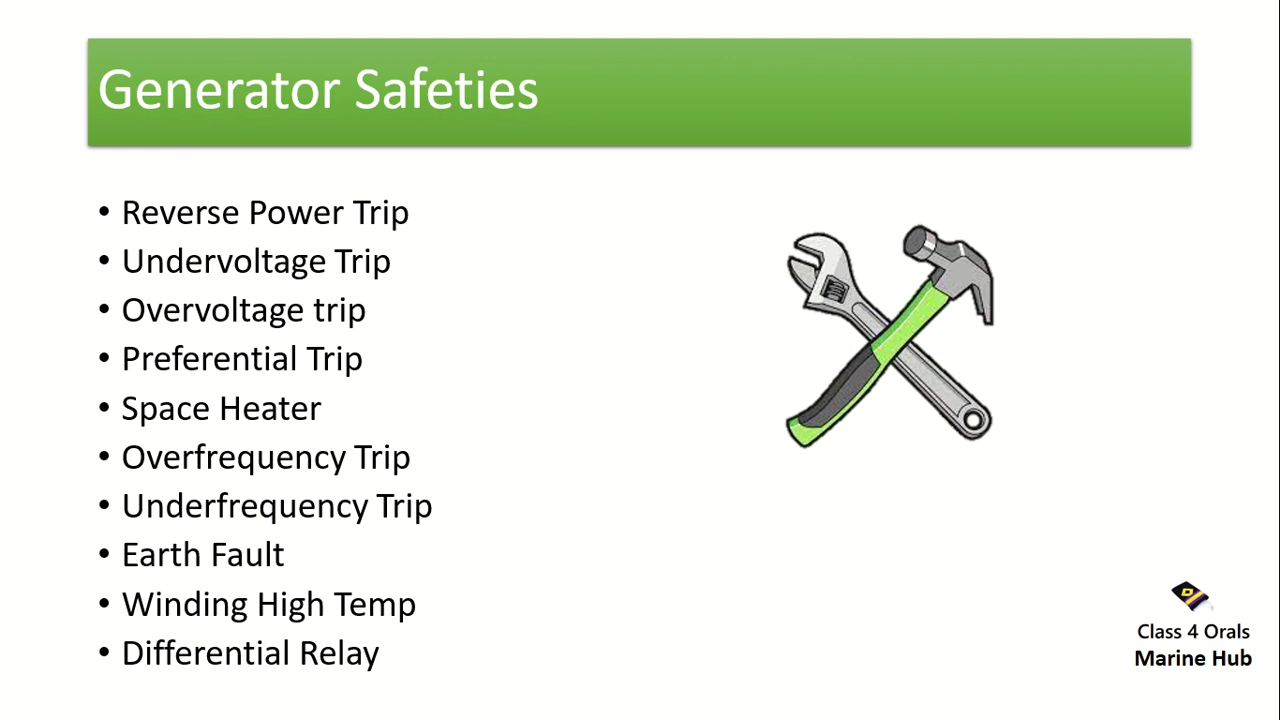 Generator Safeties
• Reverse Power Trip
• Undervoltage Trip
• Overvoltage trip
• Preferential Trip
• Space Heater
• Overfrequency Trip
• Underfrequency Trip
• Earth Fault
• Winding High Temp
• Differential Relay
Class 4 Orals
Marine Hub